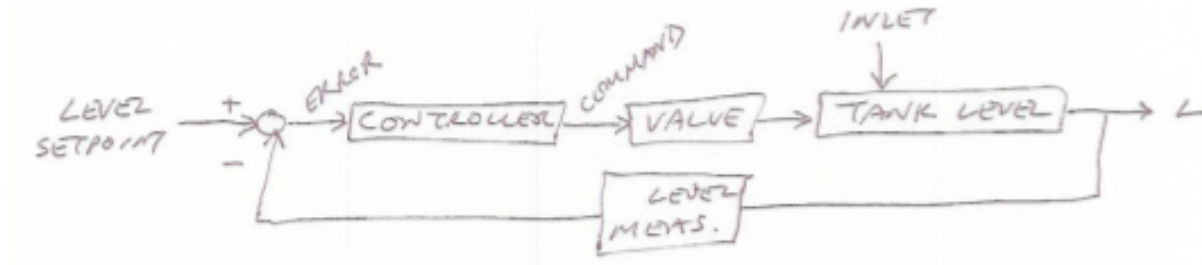 INLET
ERROR
COMMAND
LEVEL
SETPOINT
+
−
CONTROLLER
VALVE
TANK LEVEL
L
LEVEL
MEAS.